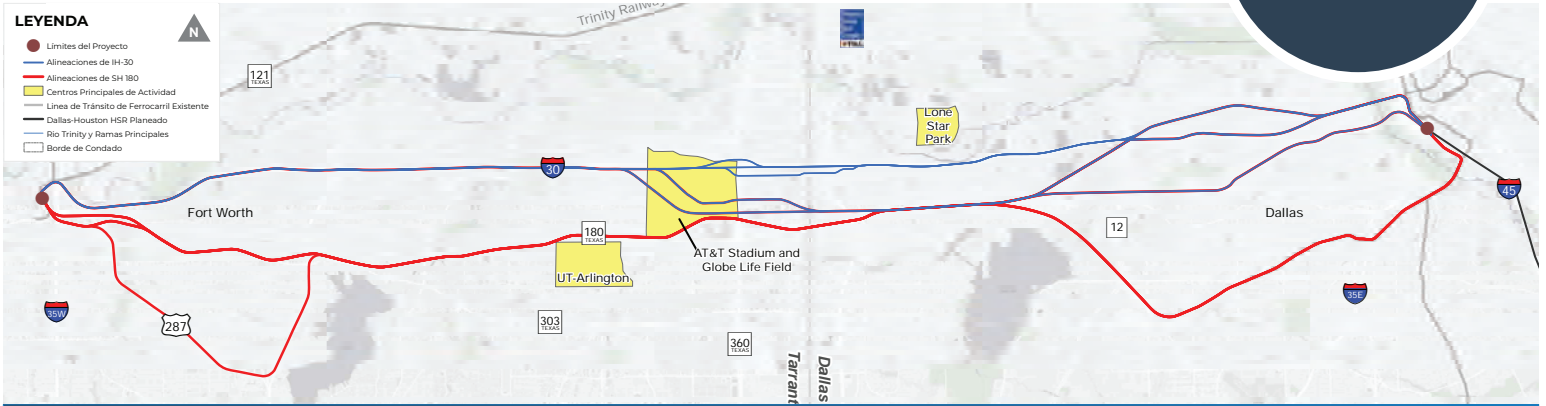 LEYENDA
N
Límites del Proyecto
Alineaciones de IH-30
Alineaciones de SH 180
Centros Principales de Actividad
Linea de Tránsito de Ferrocarril Existente
Dallas-Houston HSR Planeado
Rio Trinity y Ramas Principales
Borde de Condado
Trinity Railway
121
TEXAS
Lone
Star
Park
30
45
Fort Worth
Dallas
12
180
TEXAS
AT&T Stadium and
Globe Life Field
UT-Arlington
35W
287
303
TEXAS
360
TEXAS
35E
Tarrant
Dallas